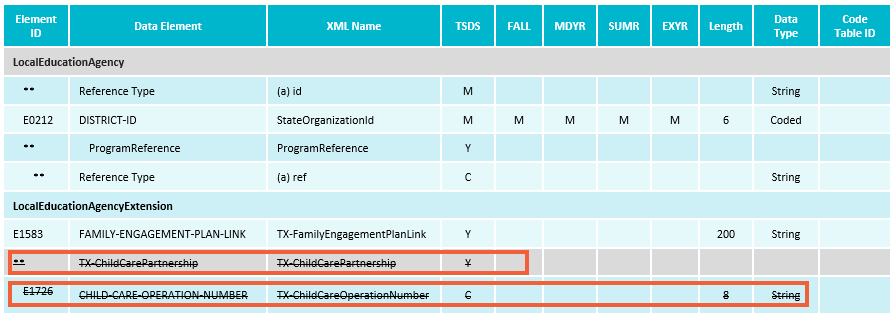 Element ID Data Element XML Name TSDS FALL MDYR SUMR EXYR Length Data Type Code Table ID
LocalEducationAgency
** Reference Type (a) id M String
E0212 DISTRICT-ID StateOrganizationId M M M M M 6 Coded
** ProgramReference ProgramReference Y
** Reference Type (a) ref C String
LocalEducationAgencyExtension
E1583 FAMILY-ENGAGEMENT-PLAN-LINK TX-FamilyEngagementPlanLink Y 200 String
** TX-ChildCarePartnership TX-ChildCarePartnership Y
E1726 CHILD-CARE-OPERATION-NUMBER TX-ChildCareOperationNumber C 8 String